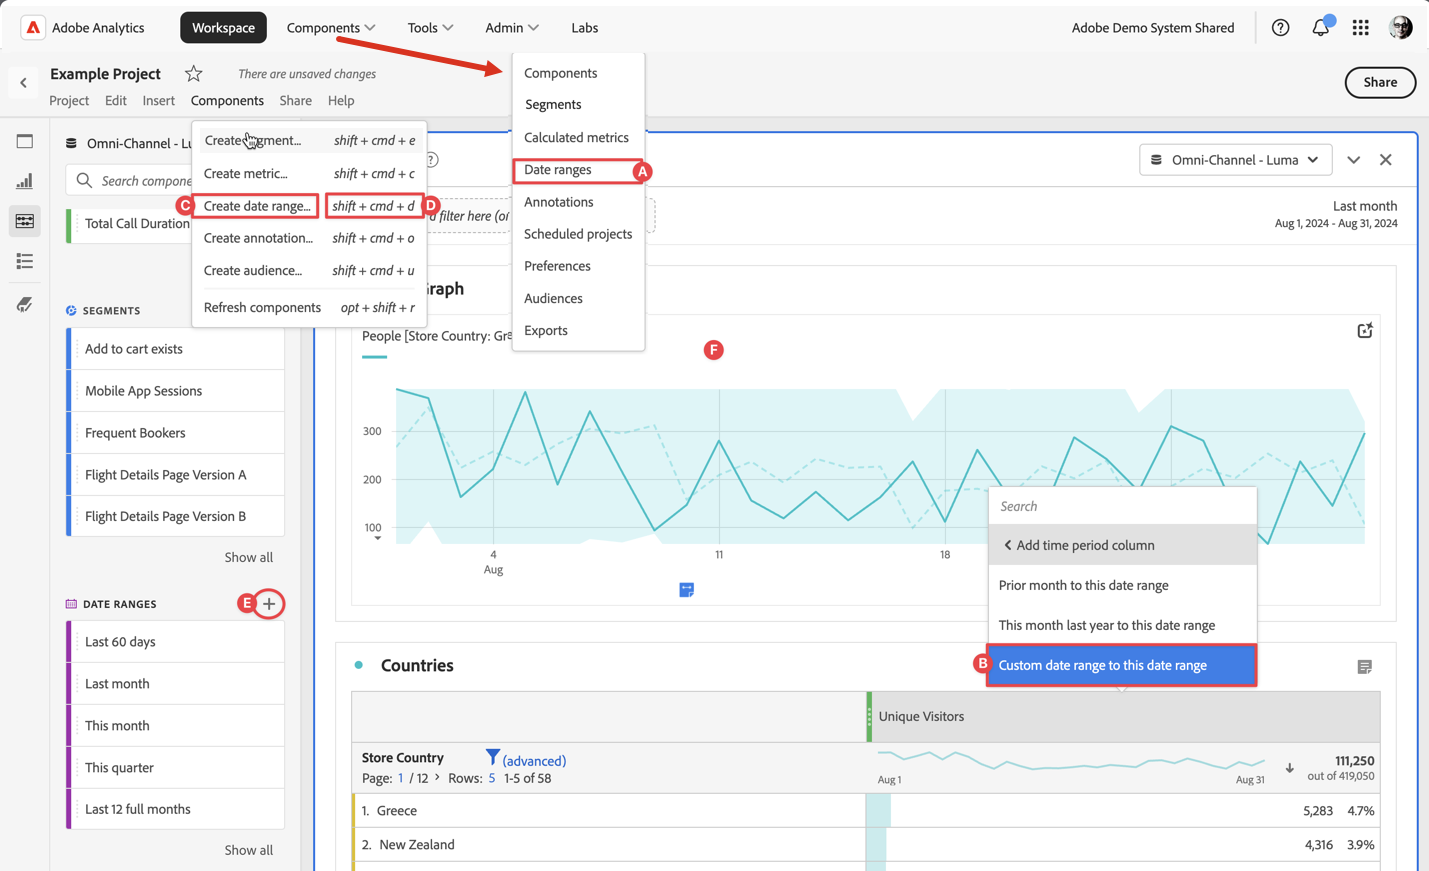 Adobe Analytics
Workspace
Components
Tools
Admin
Labs
Adobe Demo System Shared
Example Project
There are unsaved changes
Share
Project Edit Insert Components Share Help
Components
Segments
Calculated metrics
Date ranges
A
Annotations
Scheduled projects
Preferences
Audiences
Exports
Create segment... shift + cmd + e
Create metric... shift + cmd + c
C Create date range... shift + cmd + d D
Create annotation... shift + cmd + o
Create audience... shift + cmd + u
Refresh components opt + shift + r
Omni-Channel - Lu
Search compone
Total Call Duration
SEGMENTS
Add to cart exists
Mobile App Sessions
Frequent Bookers
Flight Details Page Version A
Flight Details Page Version B
Show all
DATE RANGES
E +
Last 60 days
Last month
This month
This quarter
Last 12 full months
Show all
?
Omni-Channel - Luma
d filter here (or
Last month
Aug 1, 2024 - Aug 31, 2024
raph
People [Store Country: Gre
F
300
200
100
4
Aug
11
18
Search
Add time period column
Prior month to this date range
This month last year to this date range
B Custom date range to this date range
Countries
Unique Visitors
Store Country
(advanced)
Page: 1 / 12 > Rows: 5 1-5 of 58
Aug 1
Aug 31
111,250
out of 419,050
1. Greece 5,283 4.7%
2. New Zealand 4,316 3.9%